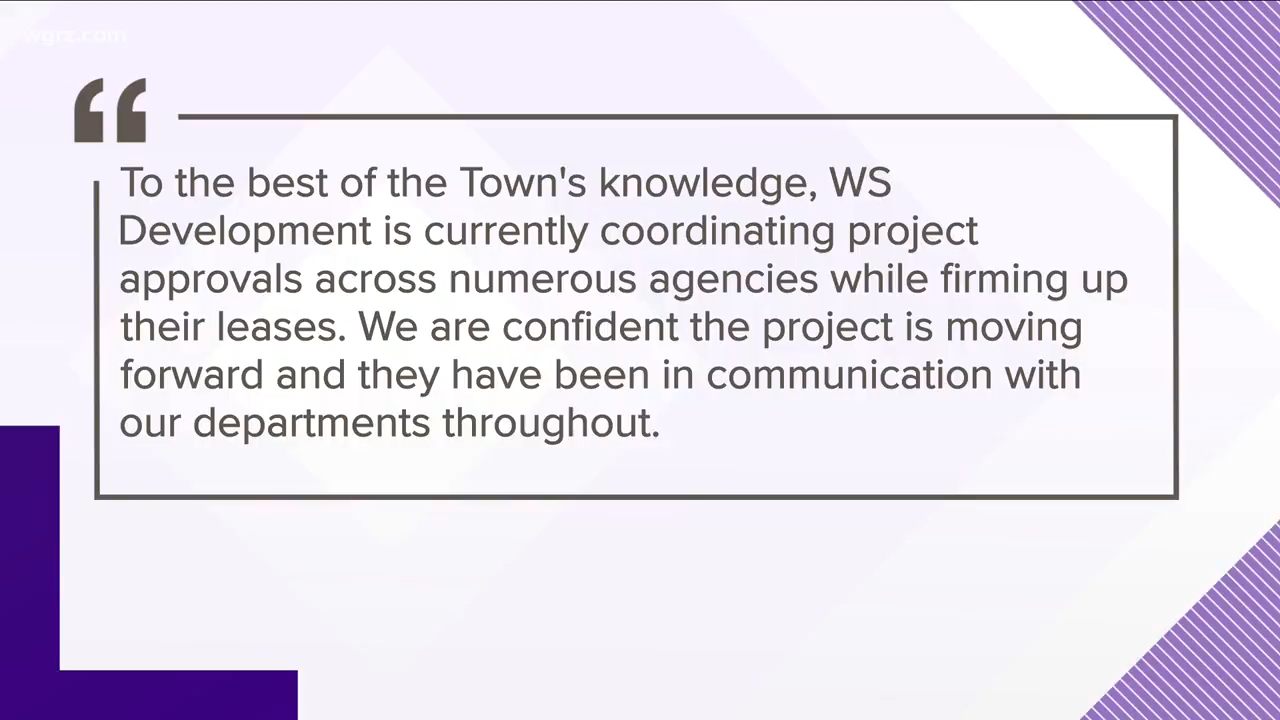 wgrz.com
“
To the best of the Town's knowledge, WS
Development is currently coordinating project
approvals across numerous agencies while firming up
their leases. We are confident the project is moving
forward and they have been in communication with
our departments throughout.